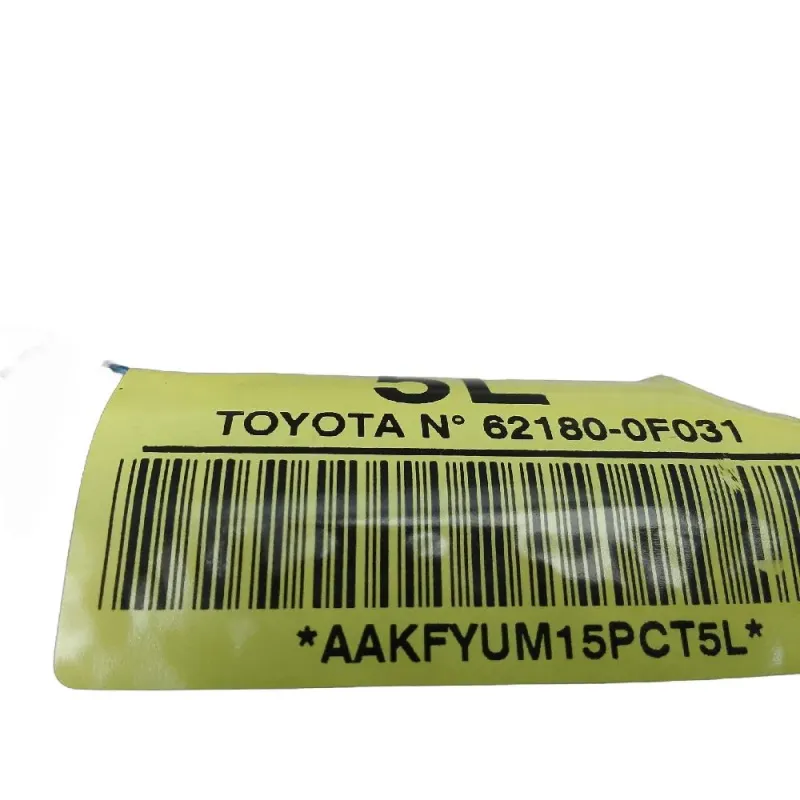 5L
TOYOTA N° 62180-0F031
*AAKFYUM15PCT5L*